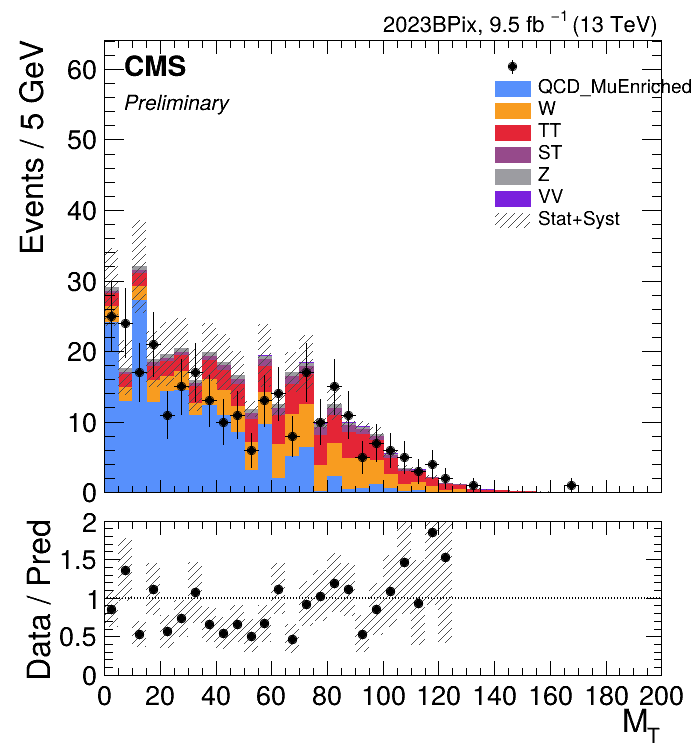 2023BPix, 9.5 fb⁻¹ (13 TeV)
CMS
Preliminary
QCD_MuEnriched
W
TT
ST
Z
VV
Stat+Syst
Events / 5 GeV
60
50
40
30
20
10
0
Data / Pred
2
1.5
1
0.5
0
0 20 40 60 80 100 120 140 160 180 200
M_T